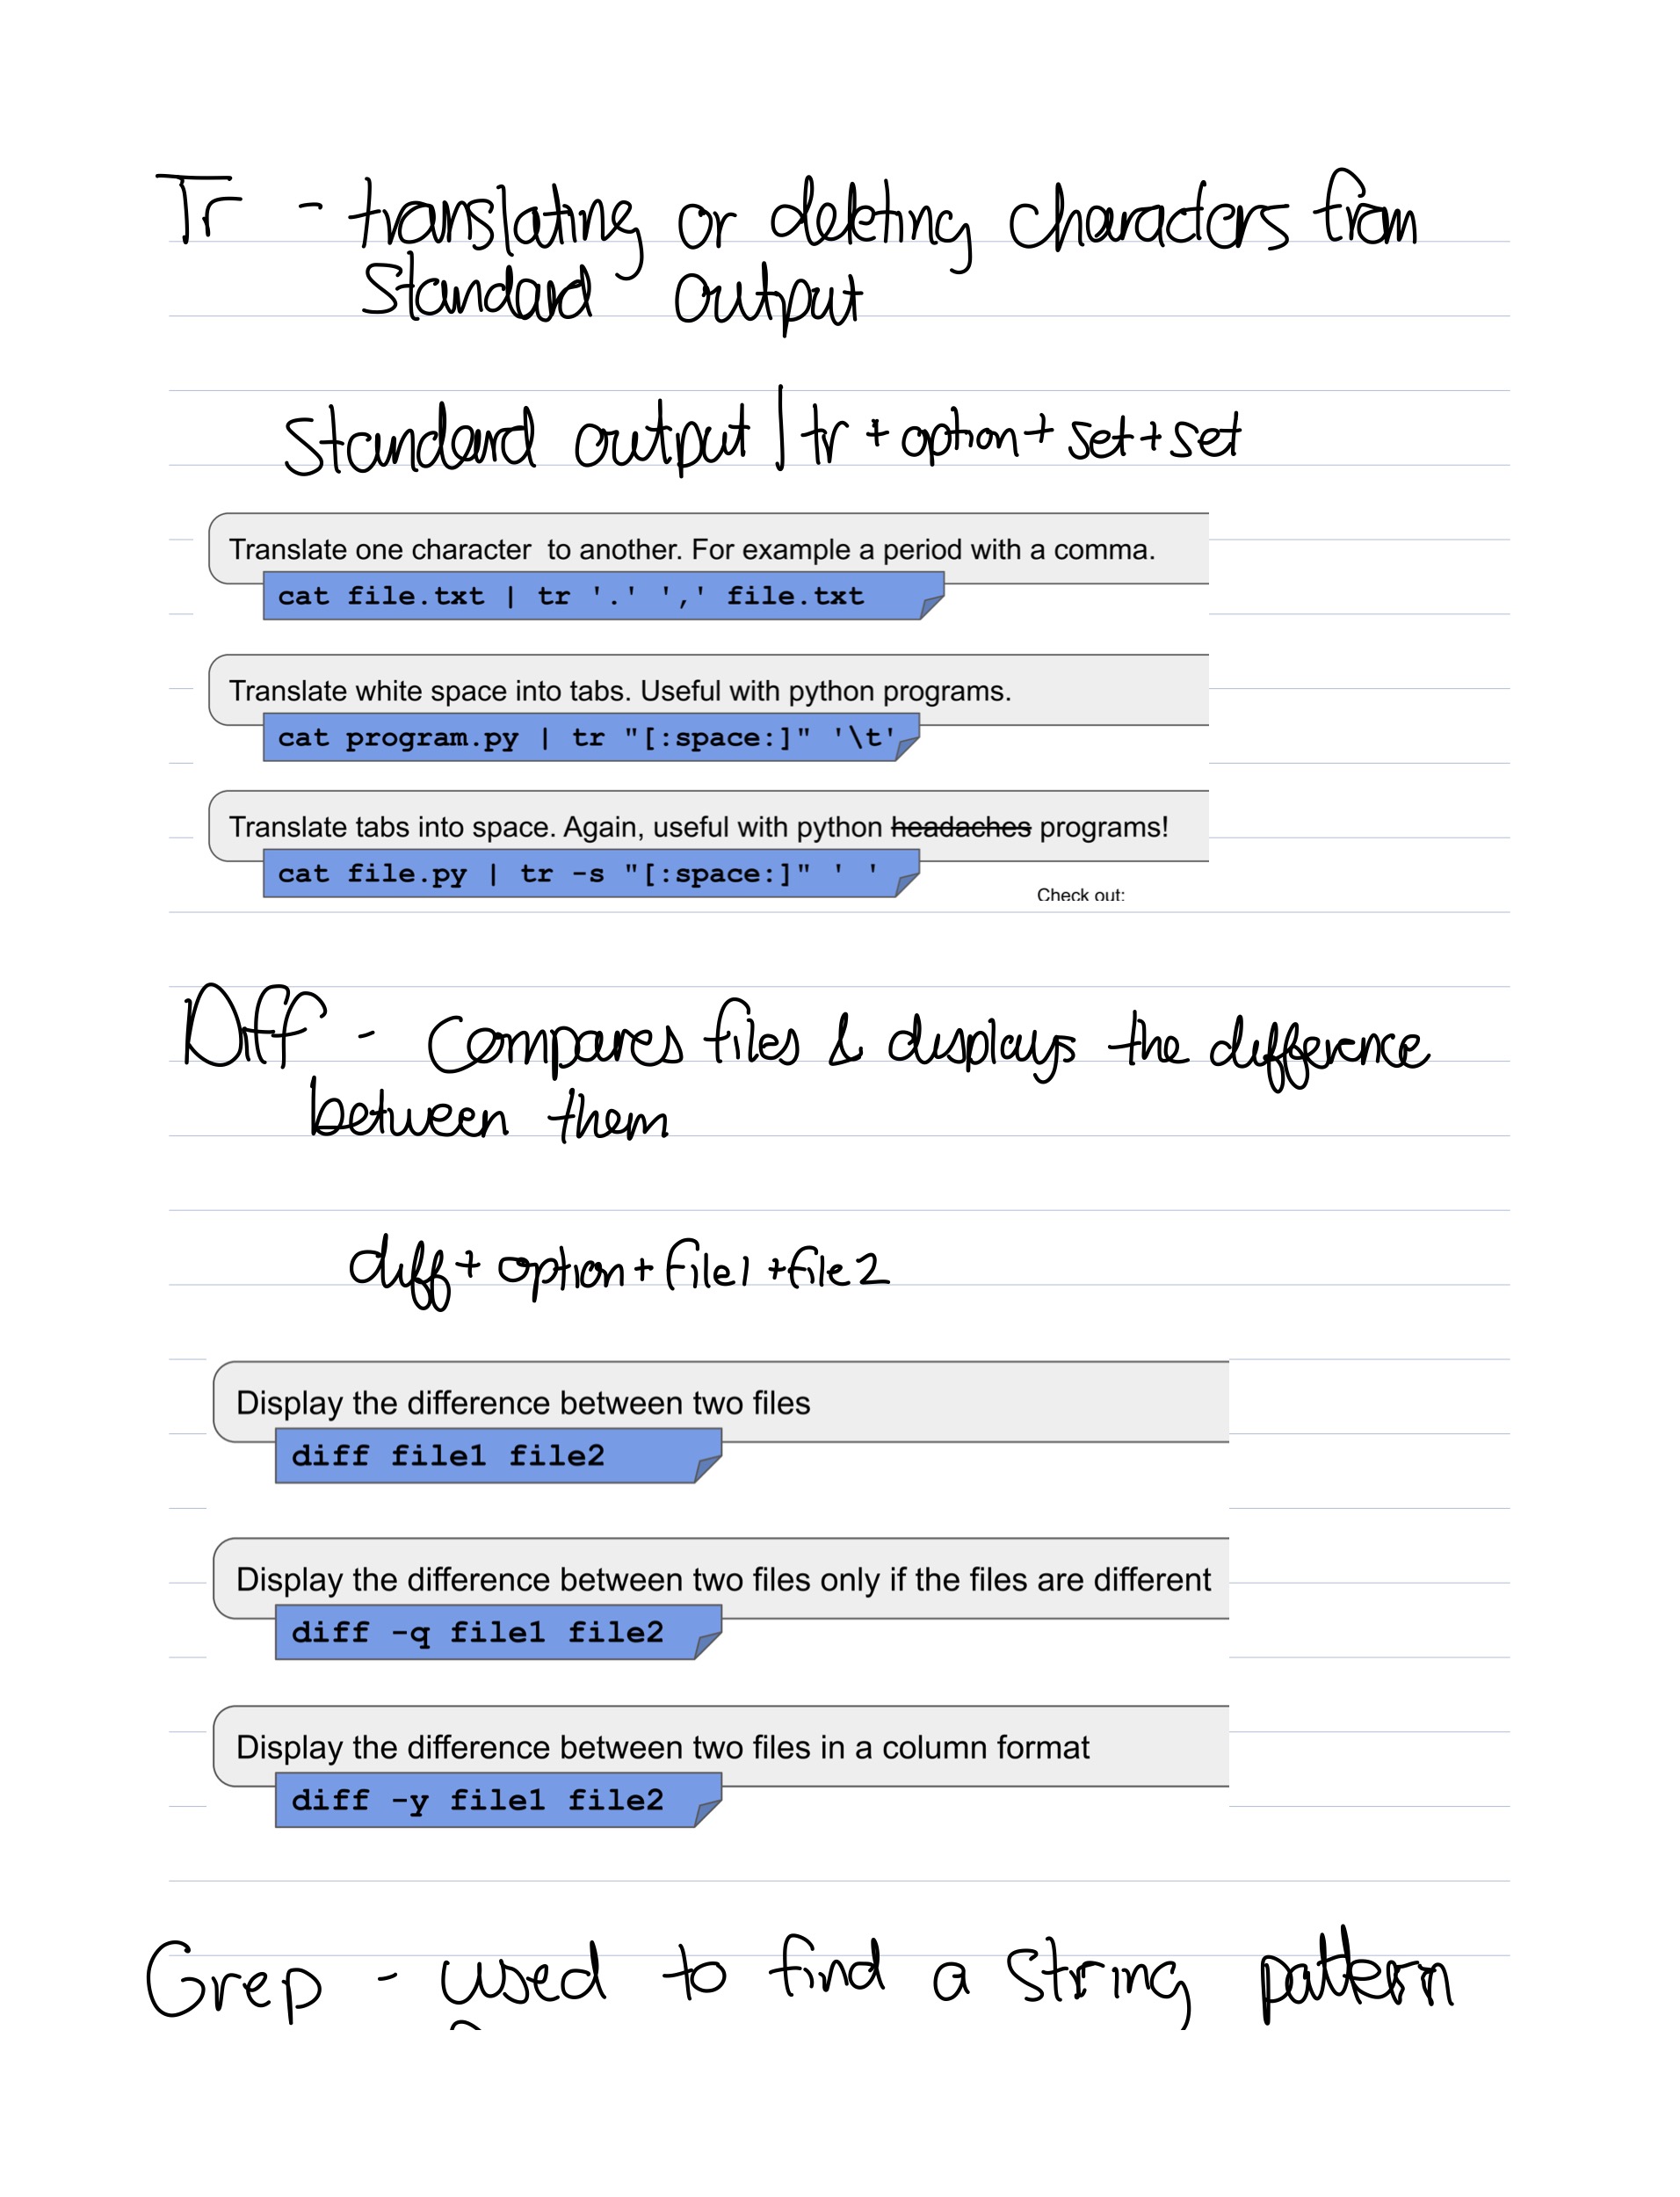 Tr - translating or deleting characters from
standard output
standard output | tr + option + set + set
Translate one character to another. For example a period with a comma.
cat file.txt | tr '.' ',' file.txt
Translate white space into tabs. Useful with python programs.
cat program.py | tr "[:space:]" '\t'
Translate tabs into space. Again, useful with python headaches programs!
cat file.py | tr -s "[:space:]" ' '
Check out:
Diff - compares files & displays the difference
between them
diff + option + file1 + file2
Display the difference between two files
diff file1 file2
Display the difference between two files only if the files are different
diff -q file1 file2
Display the difference between two files in a column format
diff -y file1 file2
Grep - used to find a string pattern